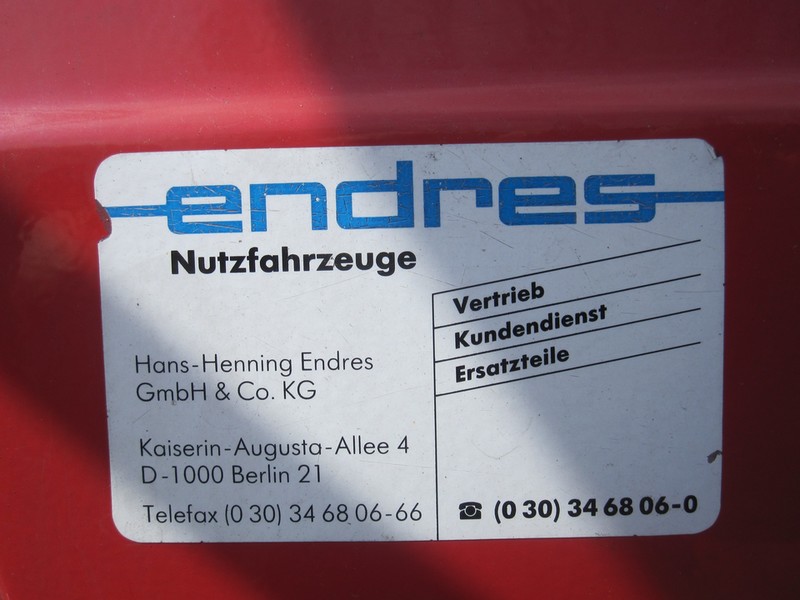 endres
Nutzfahrzeuge
Vertrieb
Kundendienst
Ersatzteile
Hans-Henning Endres
GmbH & Co. KG
Kaiserin-Augusta-Allee 4
D-1000 Berlin 21
Telefax (0 30) 34 68 06-66
☎ (0 30) 34 68 06-0